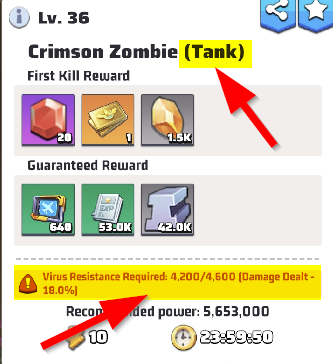 Lv. 36
Crimson Zombie (Tank)
First Kill Reward
20
1
1.5K
Guaranteed Reward
640
EXP
53.0K
42.0K
Virus Resistance Required: 4,200/4,600 (Damage Dealt -
18.0%)
power: 5,653,000
10
23:59:50